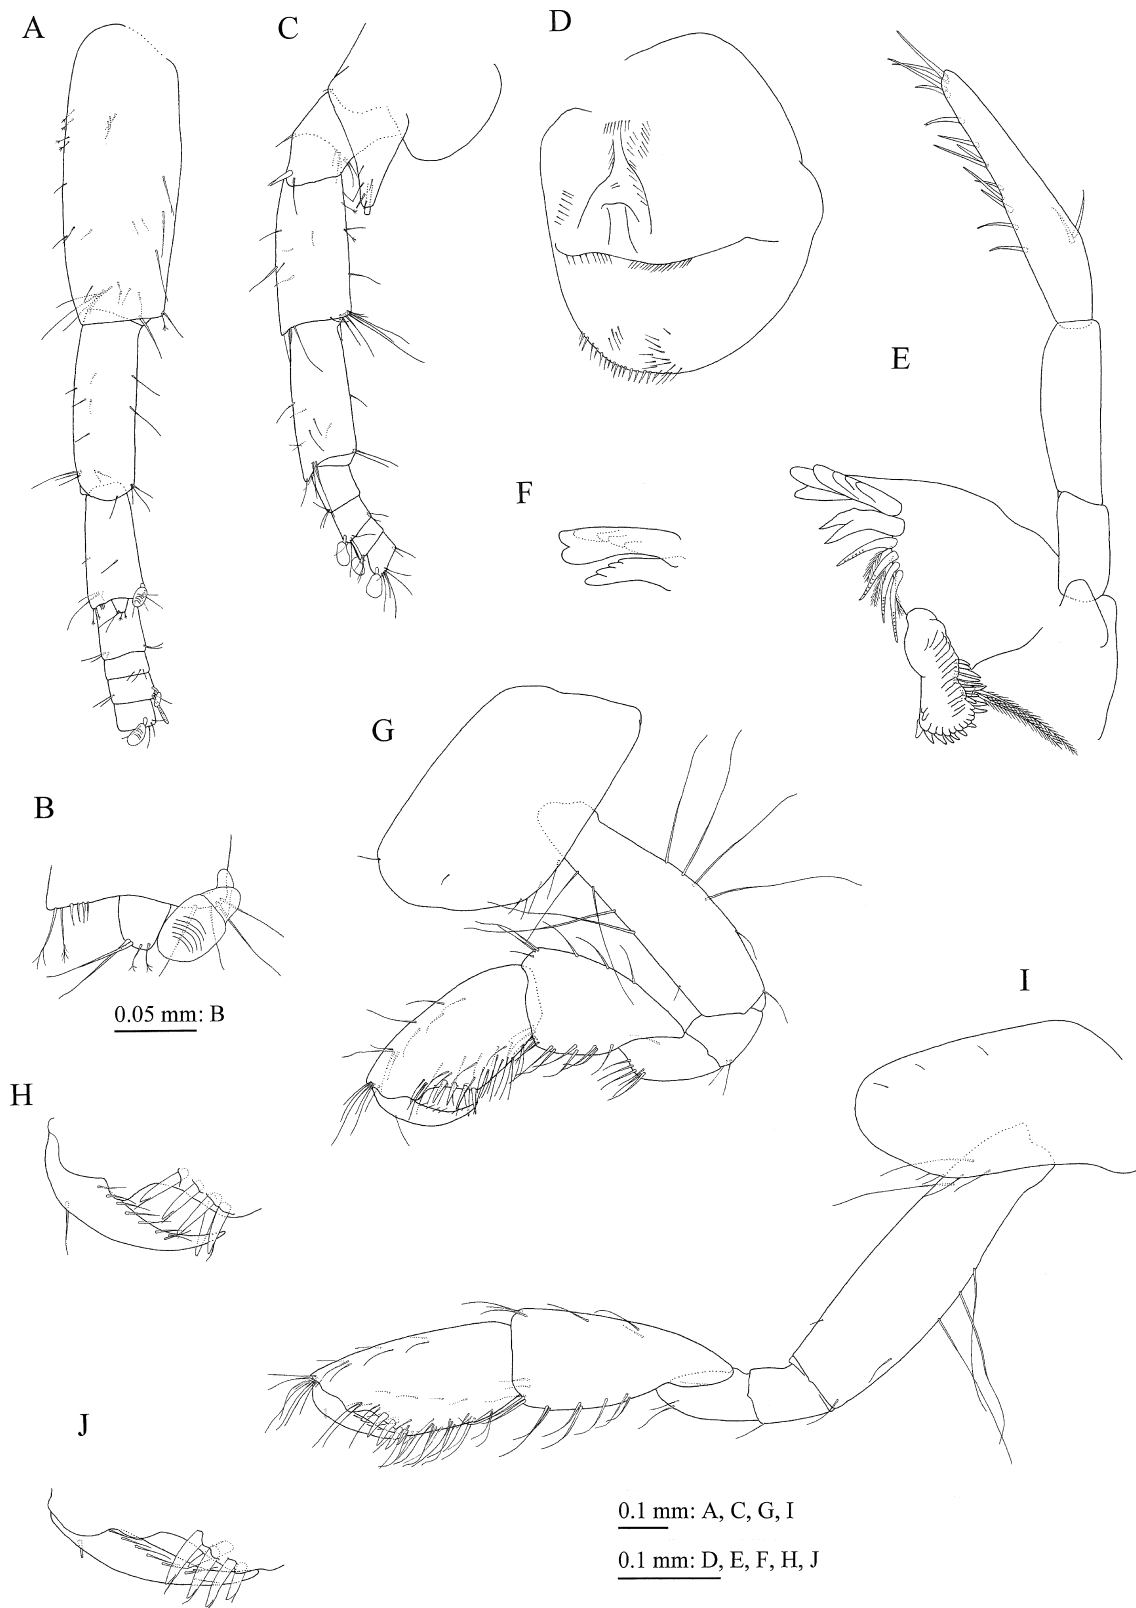 A
C
D
E
F
G
B
0.05 mm: B
I
H
J
0.1 mm: A, C, G, I
0.1 mm: D, E, F, H, J